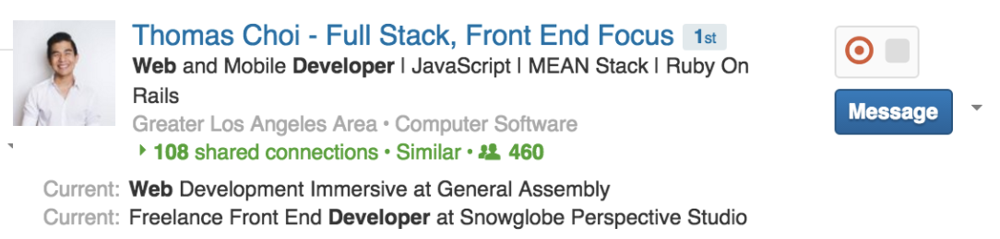 Thomas Choi - Full Stack, Front End Focus 1st
Web and Mobile Developer | JavaScript | MEAN Stack | Ruby On
Rails
Greater Los Angeles Area • Computer Software
108 shared connections • Similar • 460
Current: Web Development Immersive at General Assembly
Current: Freelance Front End Developer at Snowglobe Perspective Studio
Message